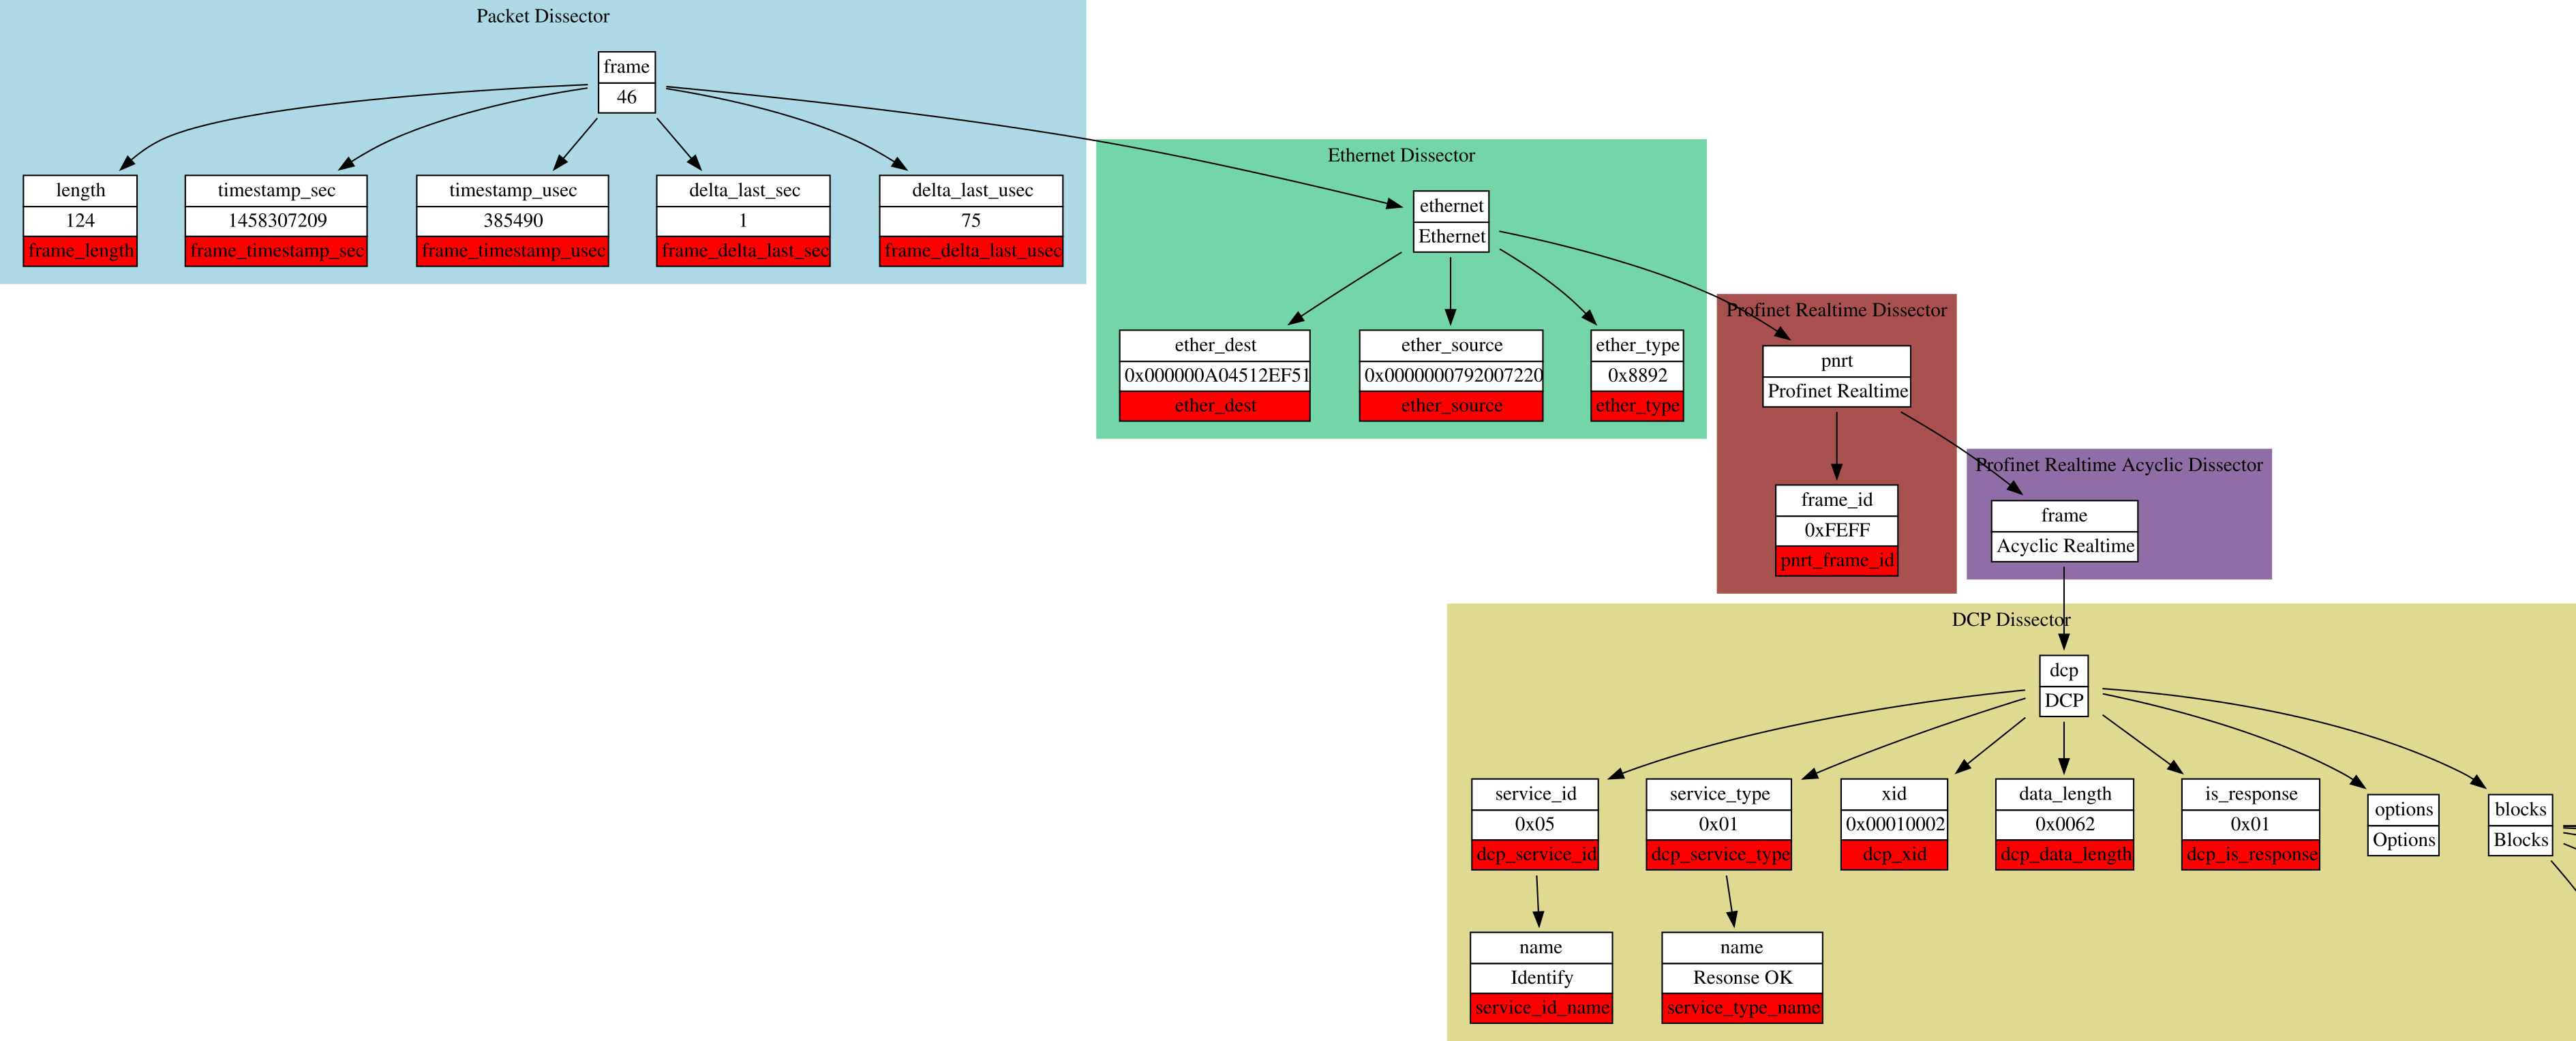 Packet Dissector
frame
46
length
124
frame_length
timestamp_sec
1458307209
frame_timestamp_sec
timestamp_usec
385490
frame_timestamp_usec
delta_last_sec
1
frame_delta_last_sec
delta_last_usec
75
frame_delta_last_usec
Ethernet Dissector
ethernet
Ethernet
ether_dest
0x000000A04512EF51
ether_dest
ether_source
0x0000000792007220
ether_source
ether_type
0x8892
ether_type
Profinet Realtime Dissector
pnrt
Profinet Realtime
frame_id
0xFEFF
pnrt_frame_id
Profinet Realtime Acyclic Dissector
frame
Acyclic Realtime
DCP Dissector
dcp
DCP
service_id
0x05
dcp_service_id
service_type
0x01
dcp_service_type
xid
0x00010002
dcp_xid
data_length
0x0062
dcp_data_length
is_response
0x01
dcp_is_response
options
Options
blocks
Blocks
name
Identify
service_id_name
name
Resonse OK
service_type_name